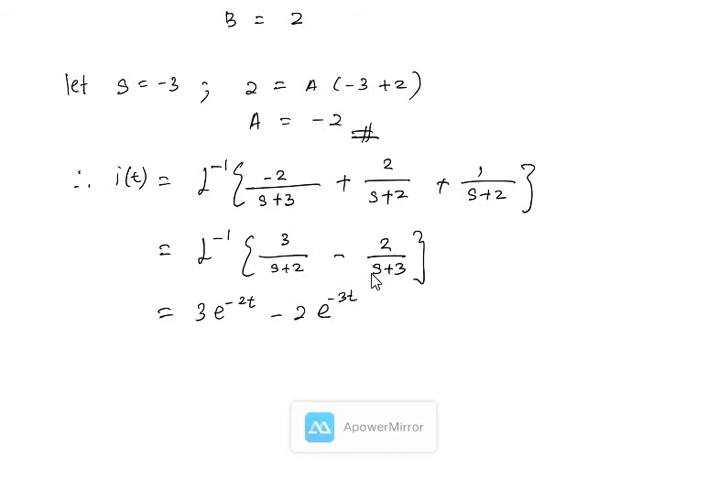 B = 2
let s = -3 ; 2 = A (-3+2)
A = -2 #
∴ i(t) = L⁻¹{ -2/(s+3) + 2/(s+2) + 1/(s+2) }
= L⁻¹{ 3/(s+2) - 2/(s+3) }
= 3e^(-2t) - 2e^(-3t)
ApowerMirror